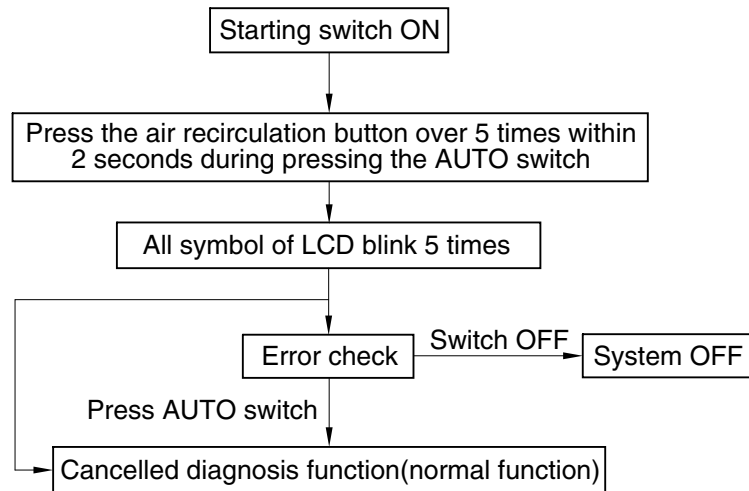 Starting switch ON
Press the air recirculation button over 5 times within
2 seconds during pressing the AUTO switch
All symbol of LCD blink 5 times
Error check
Switch OFF
System OFF
Press AUTO switch
Cancelled diagnosis function(normal function)